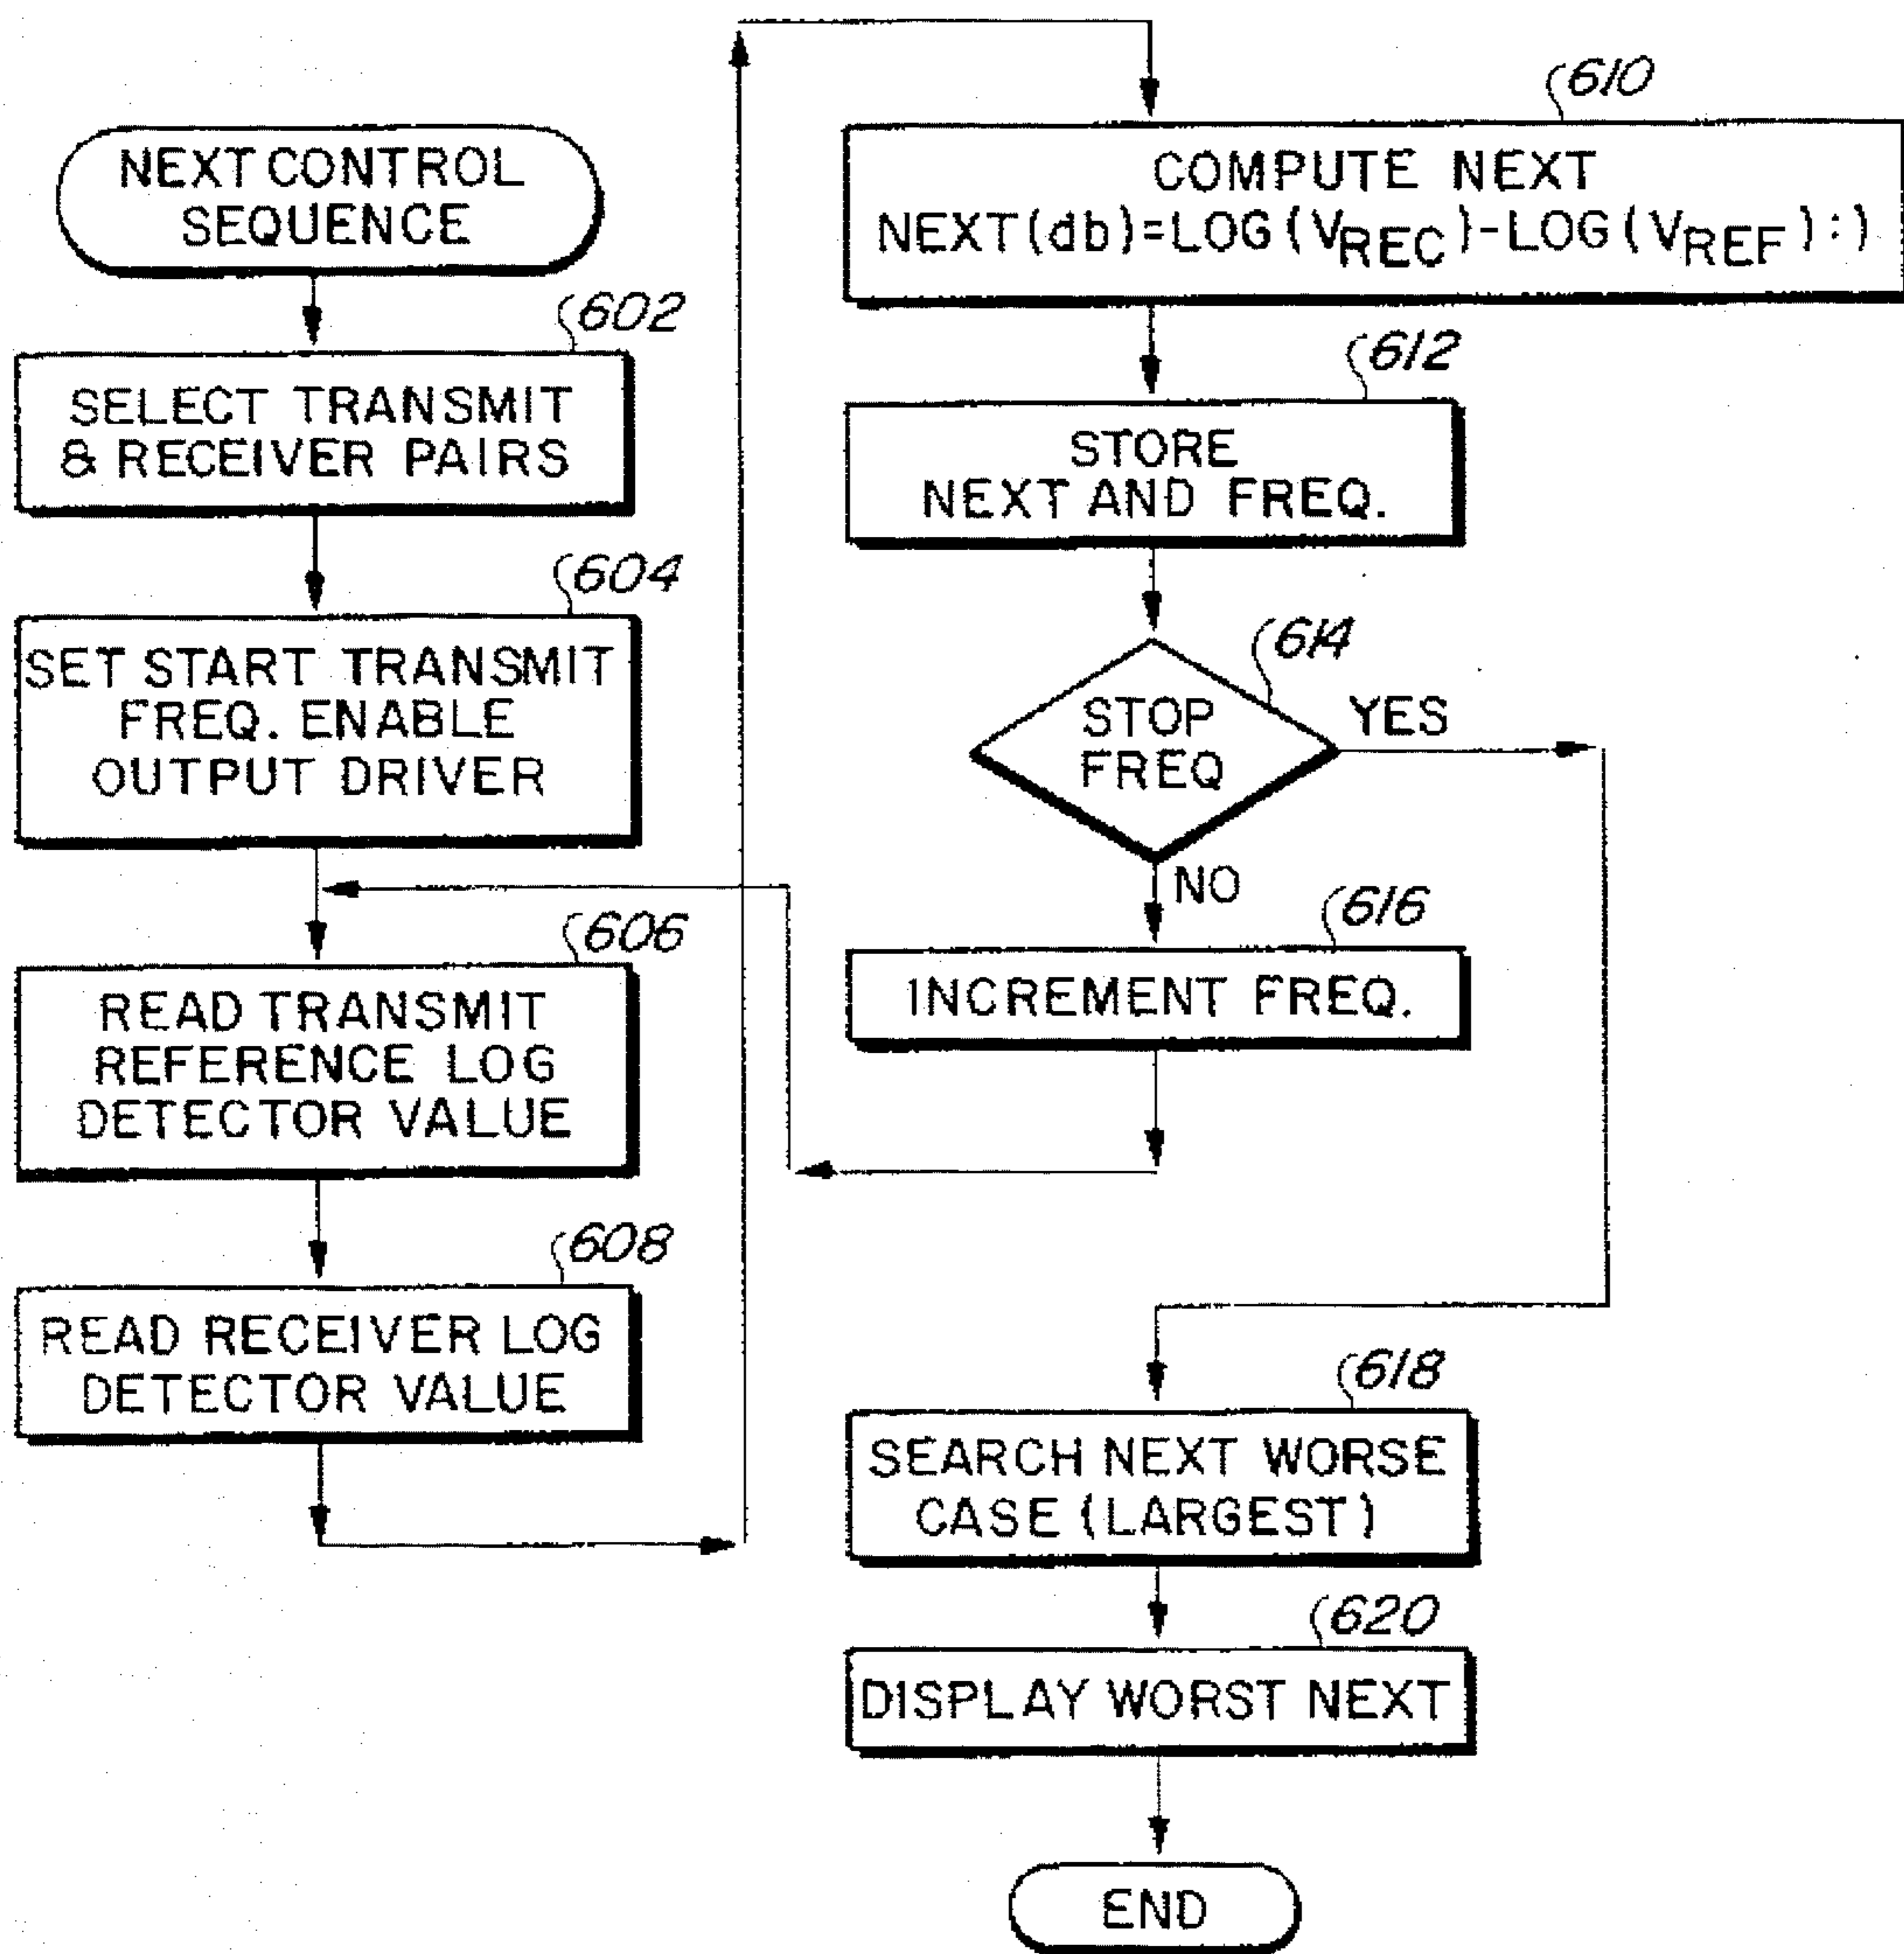 NEXT CONTROL
SEQUENCE
602
SELECT TRANSMIT
& RECEIVER PAIRS
604
SET START TRANSMIT
FREQ. ENABLE
OUTPUT DRIVER
606
READ TRANSMIT
REFERENCE LOG
DETECTOR VALUE
608
READ RECEIVER LOG
DETECTOR VALUE
610
COMPUTE NEXT
NEXT(db)=LOG(VREC)-LOG(VREF):)
612
STORE
NEXT AND FREQ.
614
STOP
FREQ
YES
NO
616
INCREMENT FREQ.
618
SEARCH NEXT WORSE
CASE (LARGEST)
620
DISPLAY WORST NEXT
END